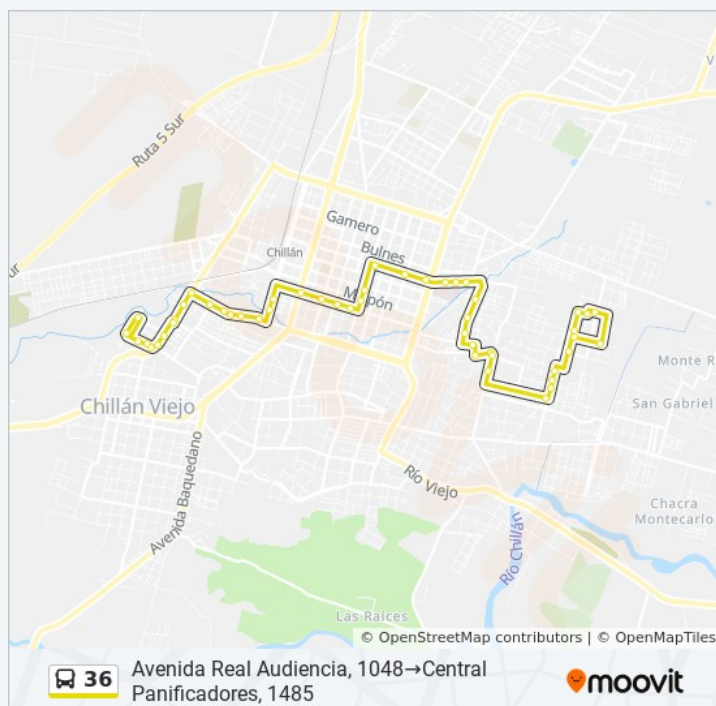 Ruta 5 Sur
Gamero
Bulnes
Chillán
Chillán Viejo
Monte R
San Gabriel
Avenida Baquedano
Río Viejo
Río Chillán
Chacra
Montecarlo
Las Raíces
© OpenStreetMap contributors | © OpenMapTiles
36
Avenida Real Audiencia, 1048→Central
Panificadores, 1485
moovit